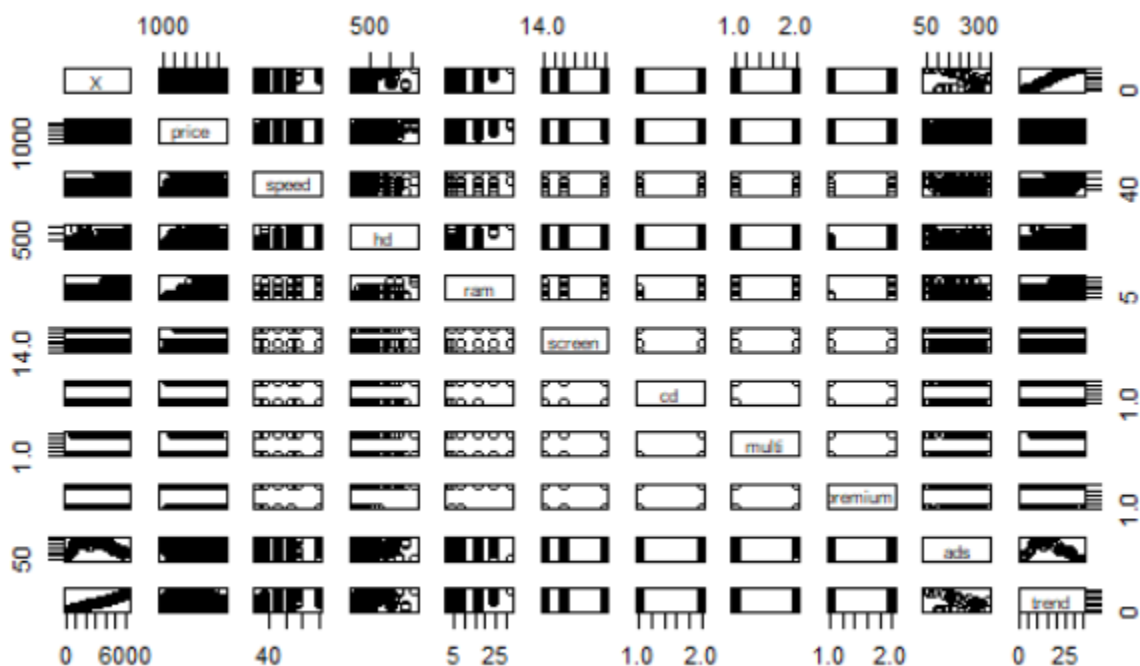 1000 500 14.0 1.0 2.0 50 300
X 0
1000 price
speed 40
500 hd
ram 5
14.0 screen
cd 1.0
1.0 multi
premium 1.0
50 ads
trend 0
0 6000 40 5 25 1.0 2.0 1.0 2.0 0 25